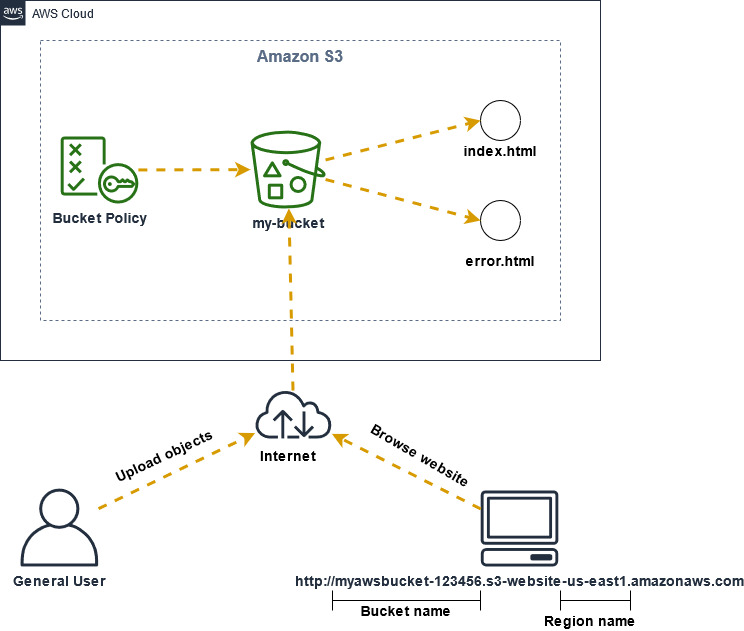 aws
AWS Cloud
Amazon S3
index.html
Bucket Policy
my-bucket
error.html
Upload objects
Browse website
Internet
General User
http://myawsbucket-123456.s3-website-us-east1.amazonaws.com
Bucket name
Region name